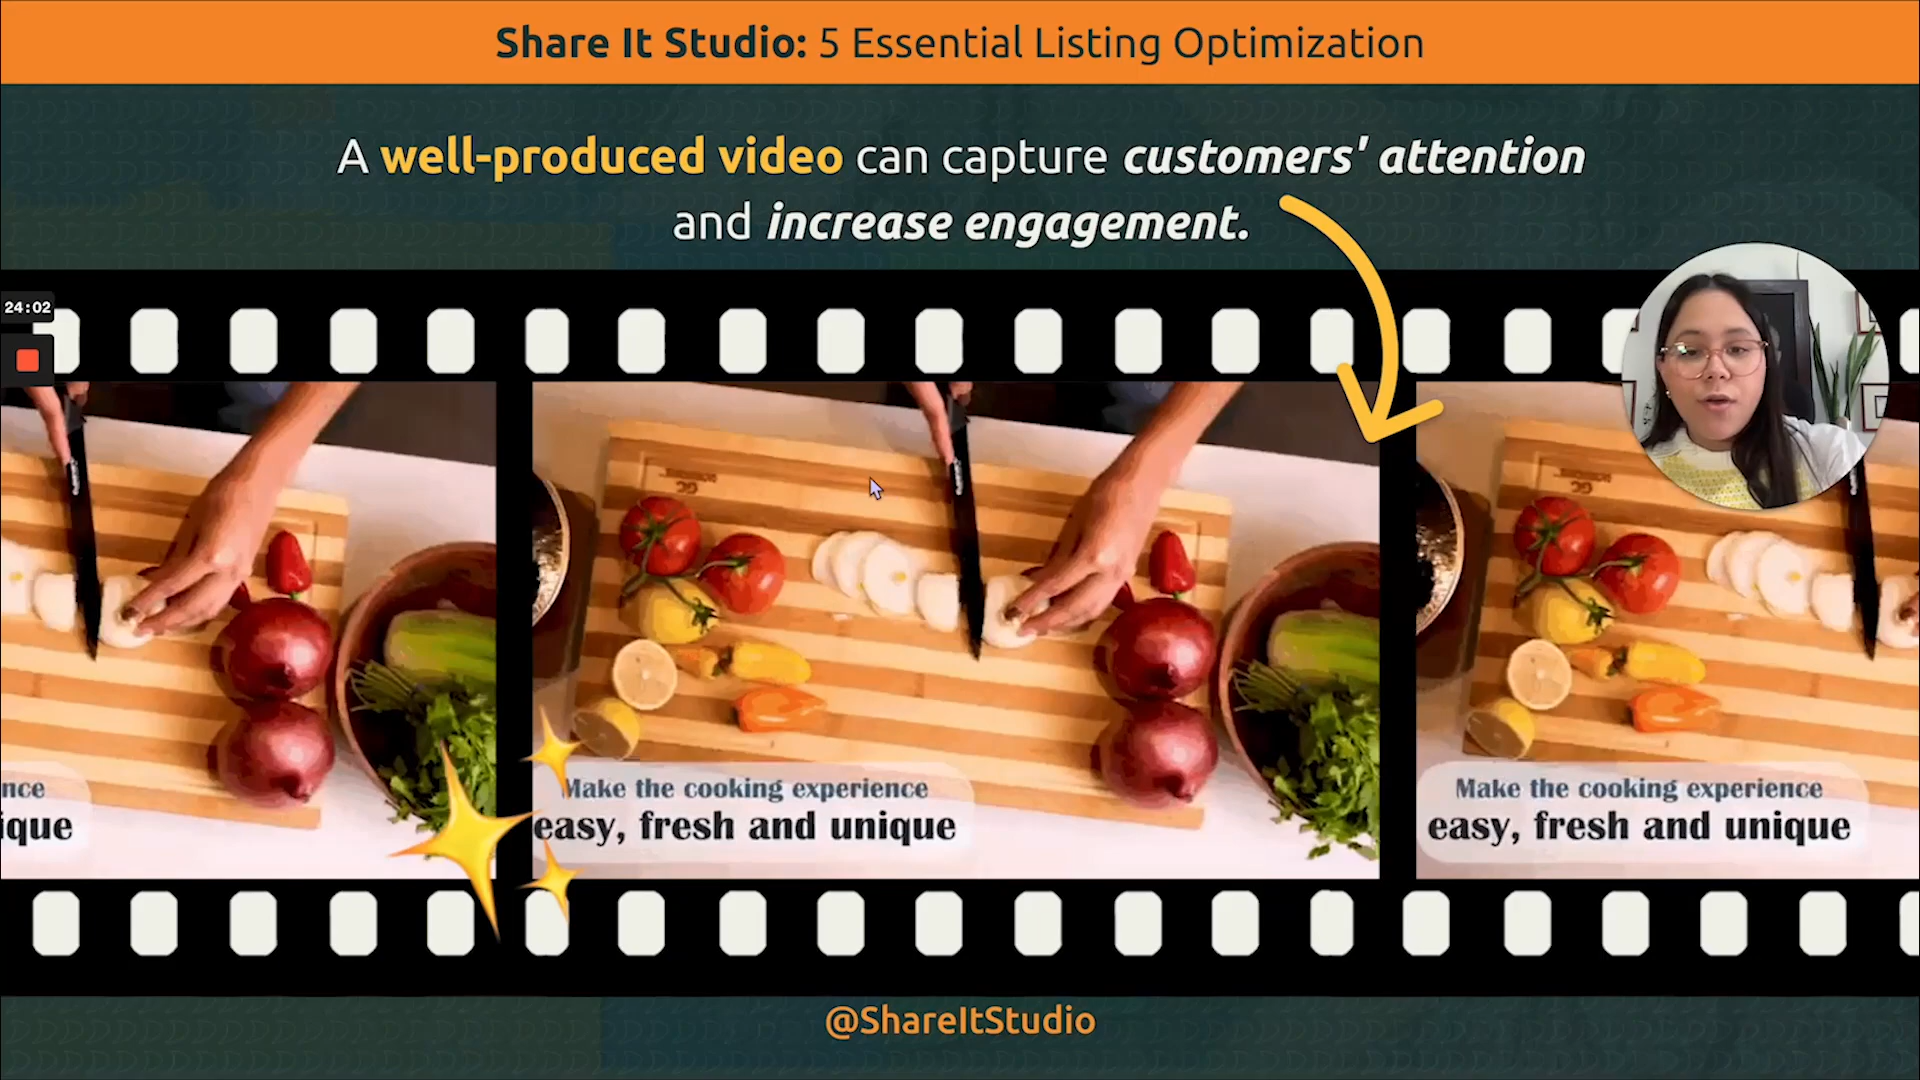 Share It Studio: 5 Essential Listing Optimization
A well-produced video can capture customers' attention
and increase engagement.
24:02
nce
ique
Make the cooking experience
easy, fresh and unique
Make the cooking experience
easy, fresh and unique
@ShareItStudio